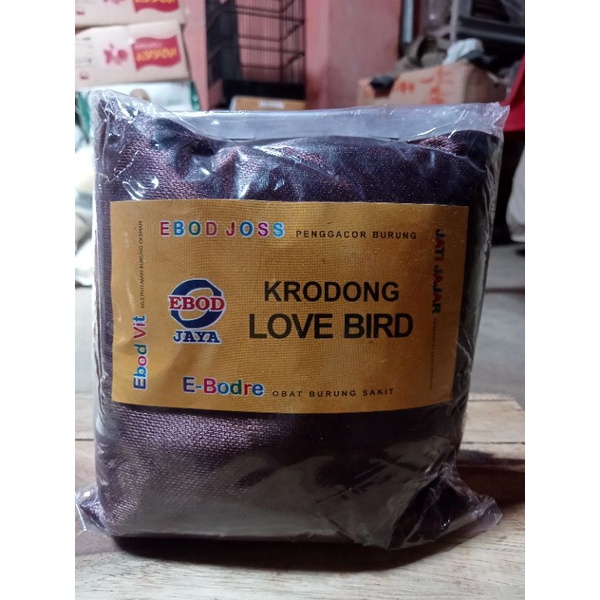 EBOD JOSS PENGGACOR BURUNG
JATI JAJAR
EBOD
JAYA
KRODONG
LOVE BIRD
Ebod Vit
E-Bodre OBAT BURUNG SAKIT